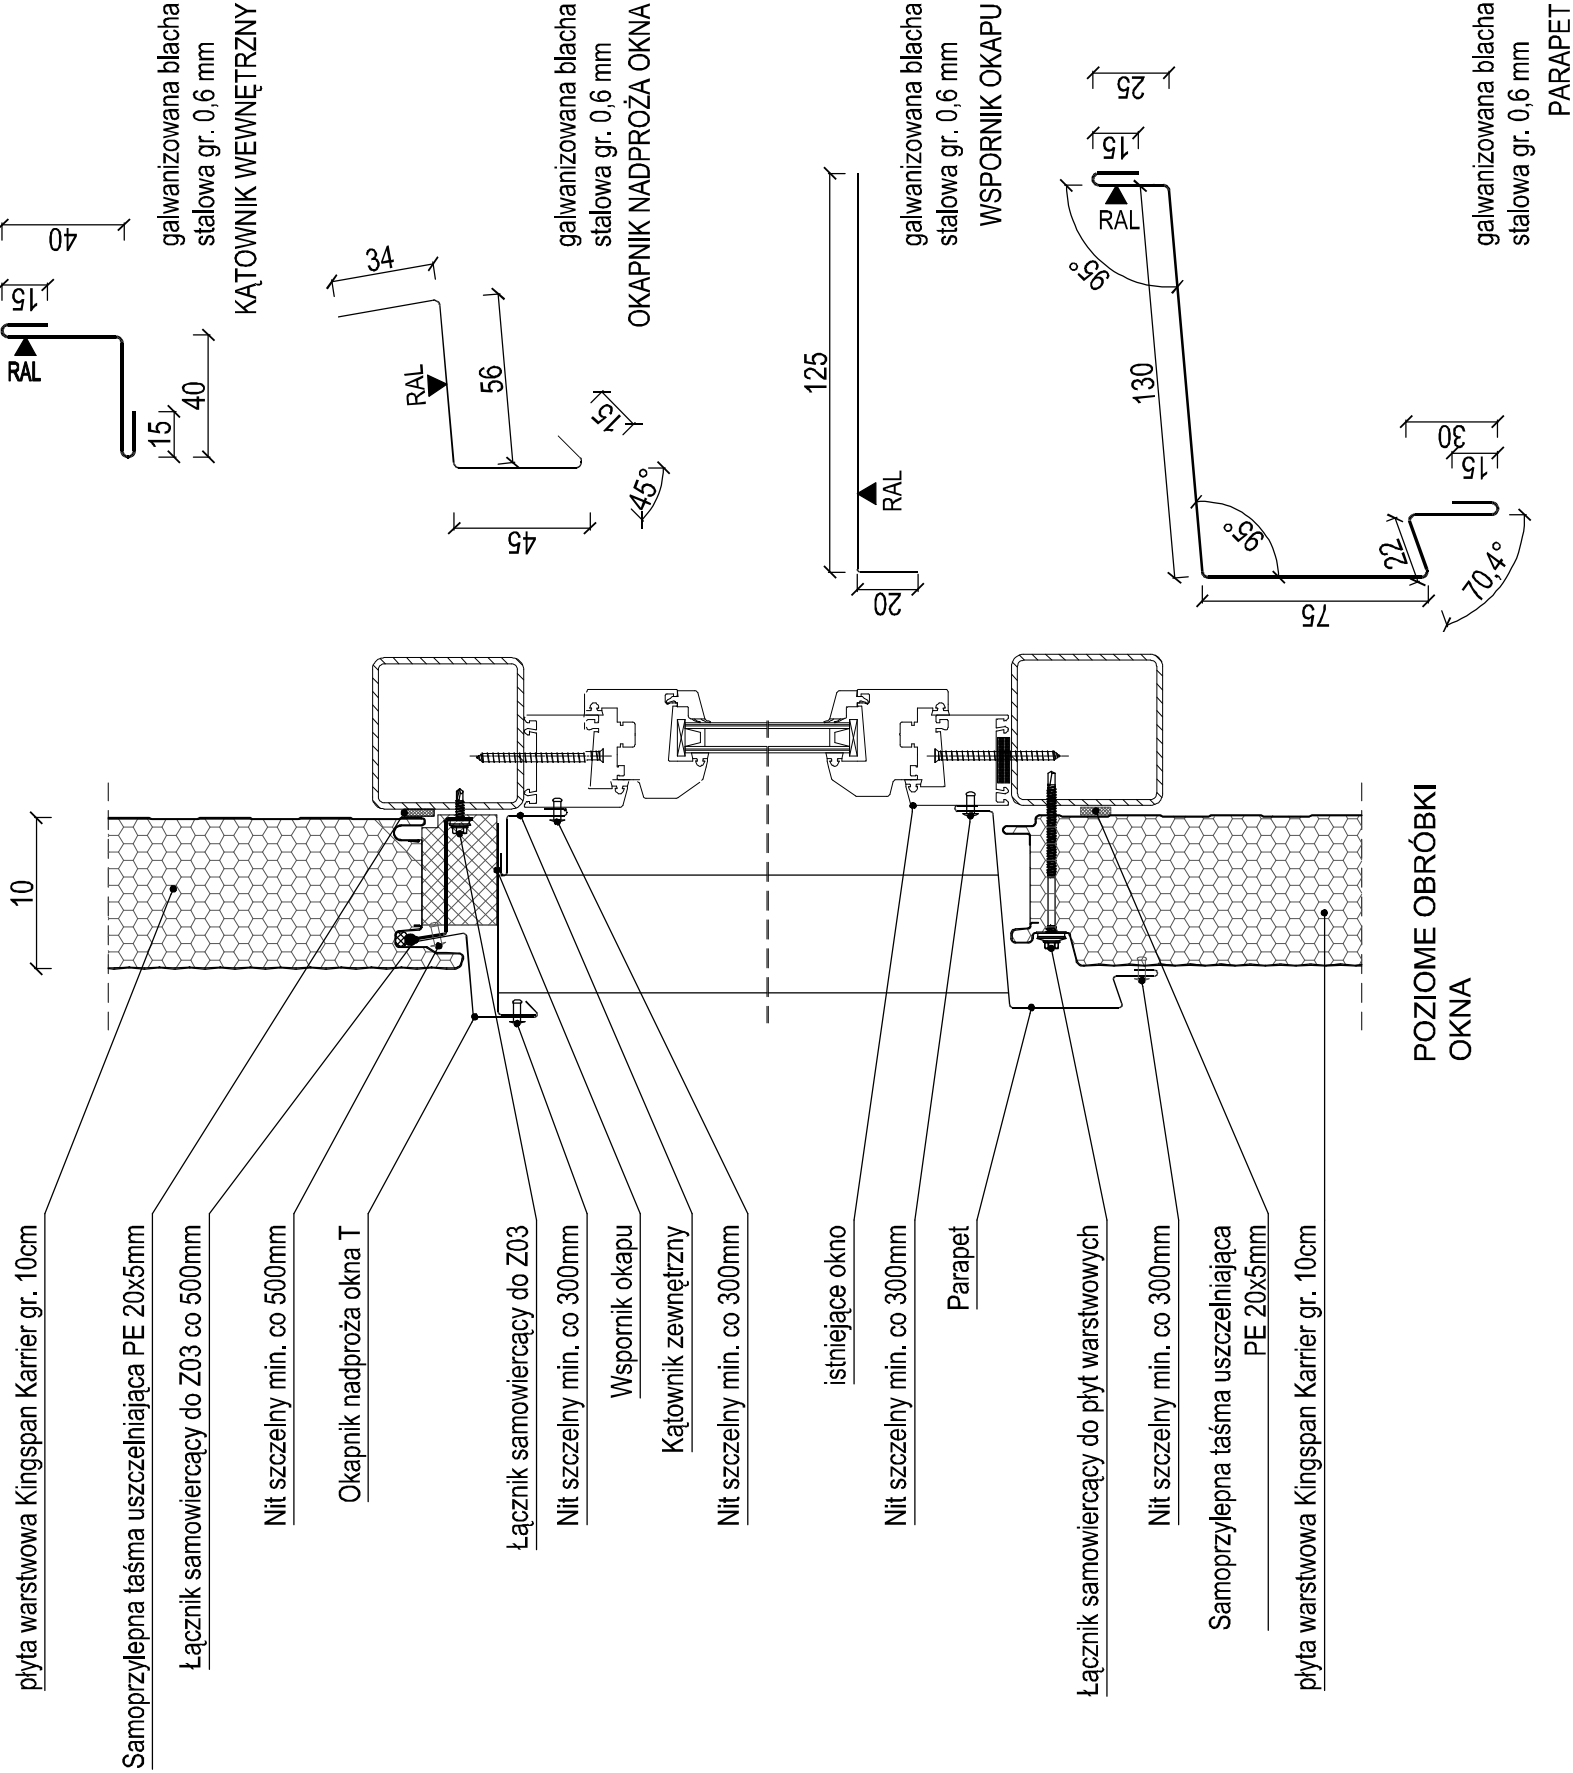 płyta warstwowa Kingspan Karrier gr. 10cm
Samoprzylepna taśma uszczelniająca PE 20x5mm
Łącznik samowiercący do Z03 co 500mm
Nit szczelny min. co 500mm
Okapnik nadproża okna T
Łącznik samowiercący do Z03
Nit szczelny min. co 300mm
Wspornik okapu
Kątownik zewnętrzny
Nit szczelny min. co 300mm
istniejące okno
Nit szczelny min. co 300mm
Parapet
Łącznik samowiercący do płyt warstwowych
Nit szczelny min. co 300mm
Samoprzylepna taśma uszczelniająca
PE 20x5mm
płyta warstwowa Kingspan Karrier gr. 10cm
10
POZIOME OBRÓBKI
OKNA
40
15
RAL
40
15
galwanizowana blacha
stalowa gr. 0,6 mm
KĄTOWNIK WEWNĘTRZNY
34
RAL
56
15
45°
45
galwanizowana blacha
stalowa gr. 0,6 mm
OKAPNIK NADPROŻA OKNA
125
RAL
20
galwanizowana blacha
stalowa gr. 0,6 mm
WSPORNIK OKAPU
25
15
RAL
95°
130
95°
30
15
22
70,4°
75
galwanizowana blacha
stalowa gr. 0,6 mm
PARAPET